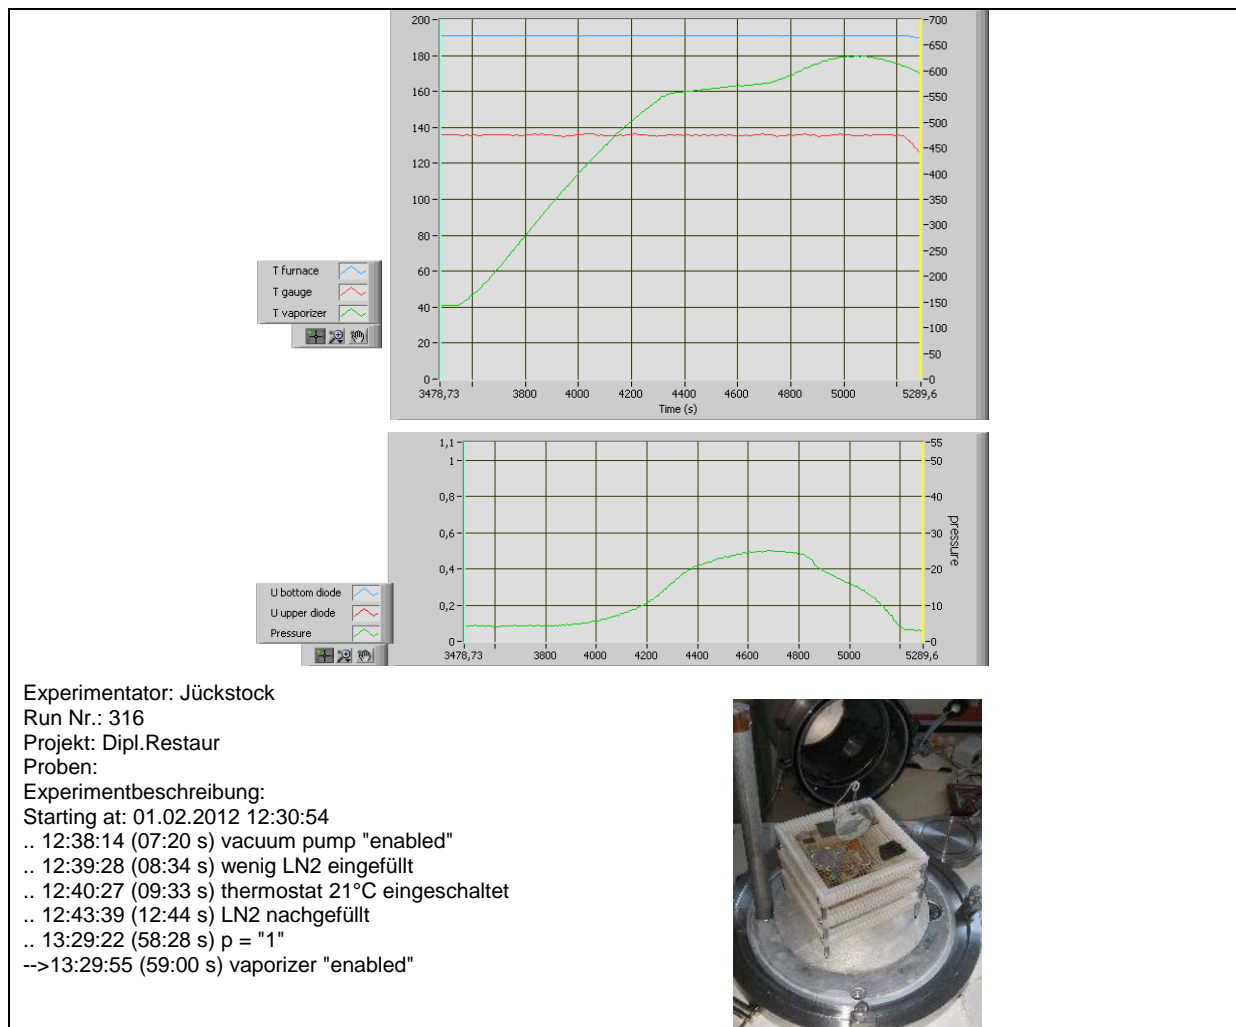 200
180
160
140
120
100
80
60
40
20
0
700
650
600
550
500
450
400
350
300
250
200
150
100
50
0
3478,73 3800 4000 4200 4400 4600 4800 5000 5289,6
Time (s)
T furnace
T gauge
T vaporizer
1,1
1
0,8
0,6
0,4
0,2
0
55
50
40
30
20
10
0
pressure
3478,73 3800 4000 4200 4400 4600 4800 5000 5289,6
U bottom diode
U upper diode
Pressure
Experimentator: Jückstock
Run Nr.: 316
Projekt: Dipl.Restaur
Proben:
Experimentbeschreibung:
Starting at: 01.02.2012 12:30:54
.. 12:38:14 (07:20 s) vacuum pump "enabled"
.. 12:39:28 (08:34 s) wenig LN2 eingefüllt
.. 12:40:27 (09:33 s) thermostat 21°C eingeschaltet
.. 12:43:39 (12:44 s) LN2 nachgefüllt
.. 13:29:22 (58:28 s) p = "1"
-->13:29:55 (59:00 s) vaporizer "enabled"